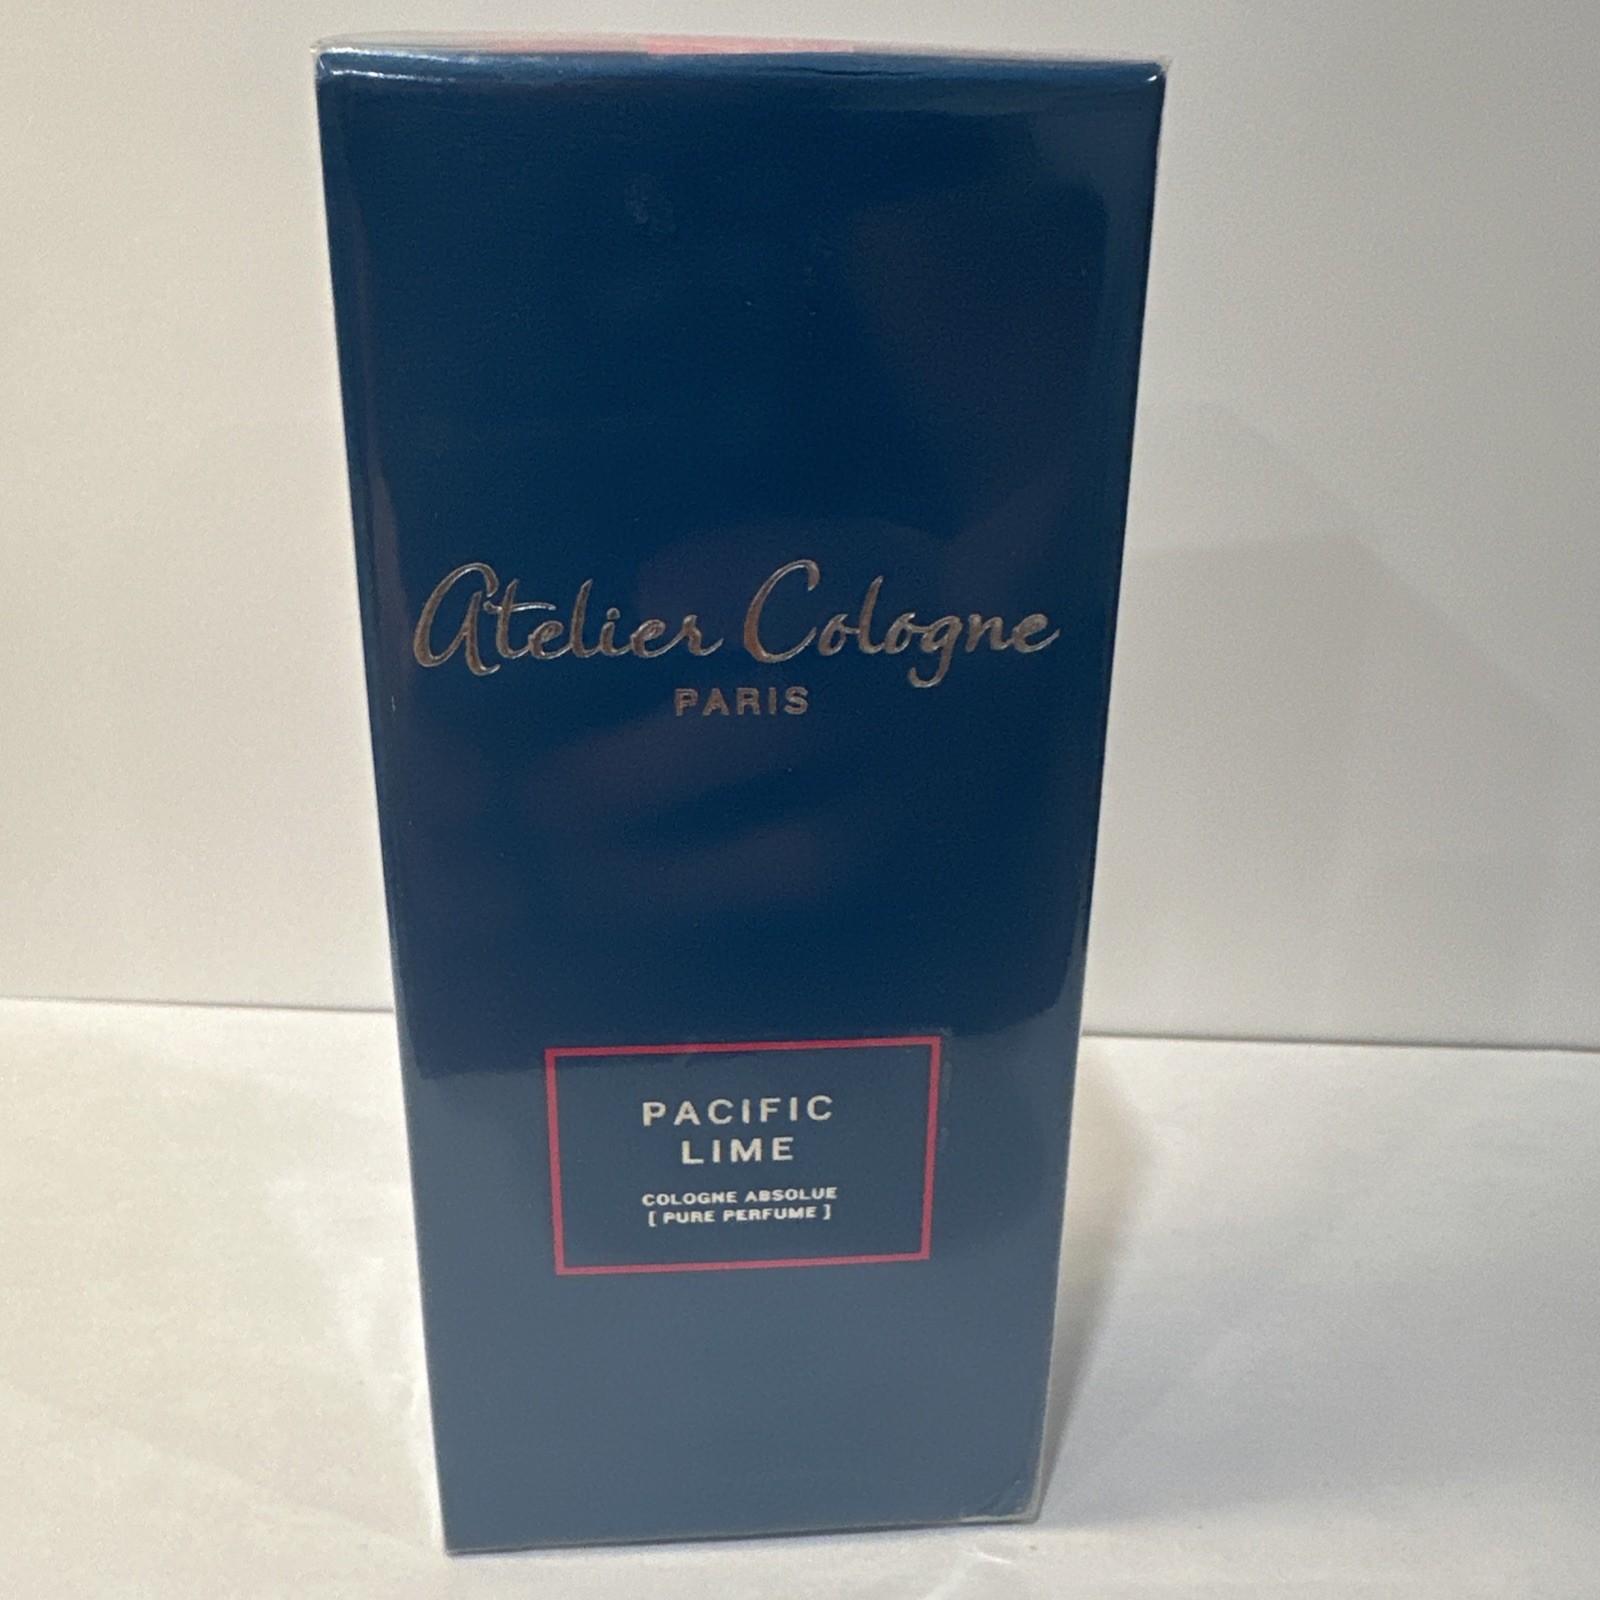 Atelier Cologne
PARIS
PACIFIC
LIME
COLOGNE ABSOLUE
[ PURE PERFUME ]